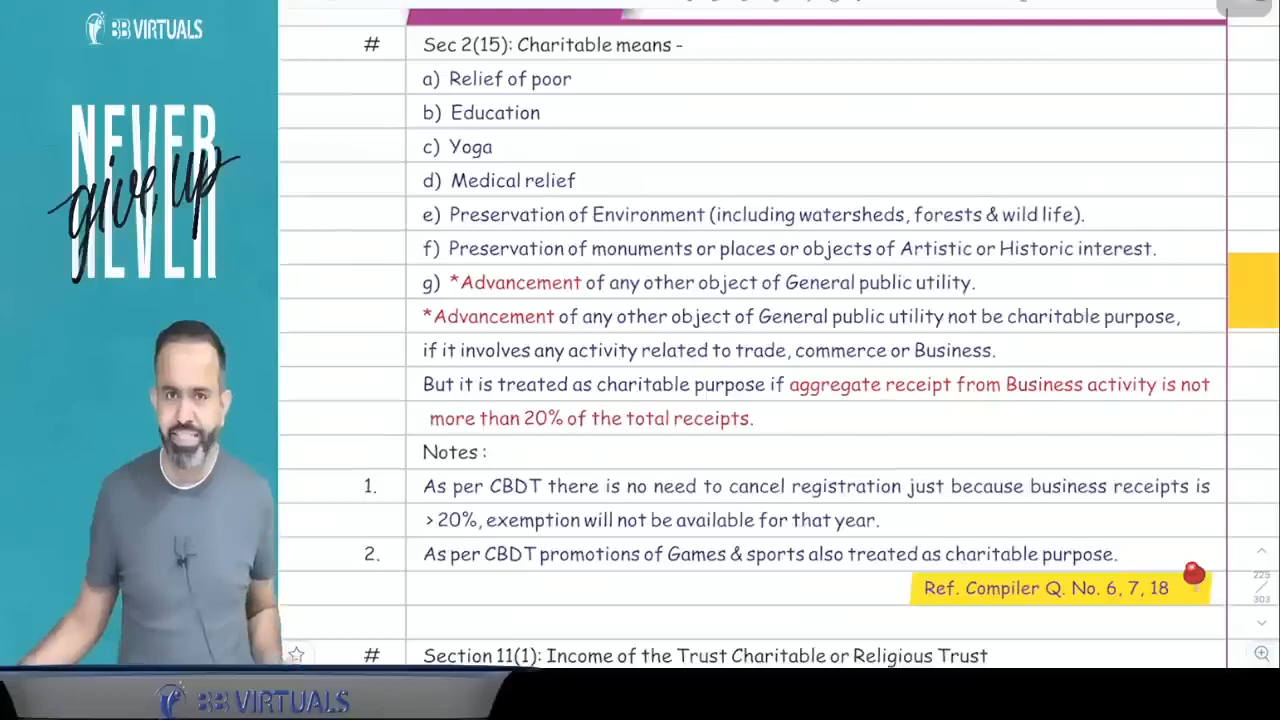 BB VIRTUALS
NEVER
give up
NEVER
# Sec 2(15): Charitable means -
a) Relief of poor
b) Education
c) Yoga
d) Medical relief
e) Preservation of Environment (including watersheds, forests & wild life).
f) Preservation of monuments or places or objects of Artistic or Historic interest.
g) *Advancement of any other object of General public utility.
*Advancement of any other object of General public utility not be charitable purpose,
if it involves any activity related to trade, commerce or Business.
But it is treated as charitable purpose if aggregate receipt from Business activity is not
more than 20% of the total receipts.
Notes :
1. As per CBDT there is no need to cancel registration just because business receipts is
> 20%, exemption will not be available for that year.
2. As per CBDT promotions of Games & sports also treated as charitable purpose.
Ref. Compiler Q. No. 6, 7, 18
225
303
# Section 11(1): Income of the Trust Charitable or Religious Trust
BB VIRTUALS